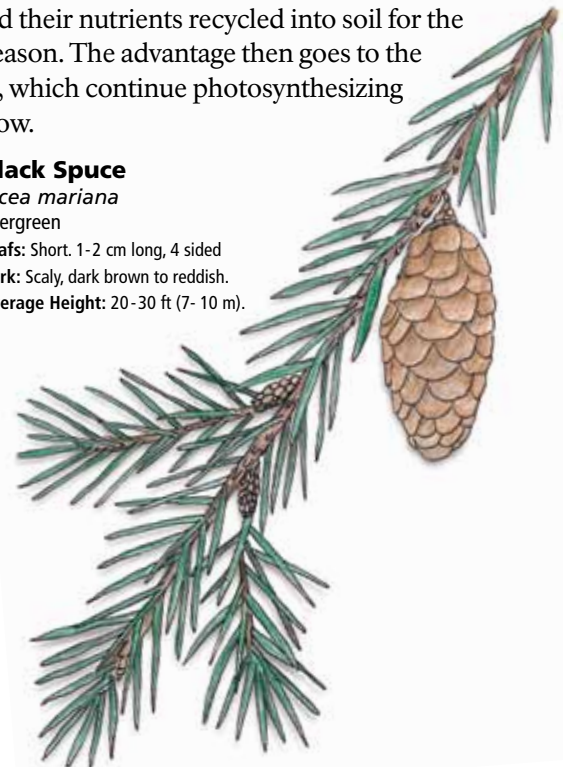 d their nutrients recycled into soil for the
eason. The advantage then goes to the
, which continue photosynthesizing
ow.
lack Spruce
cea mariana
ergreen
afs: Short. 1-2 cm long, 4 sided
rk: Scaly, dark brown to reddish.
erage Height: 20-30 ft (7- 10 m).